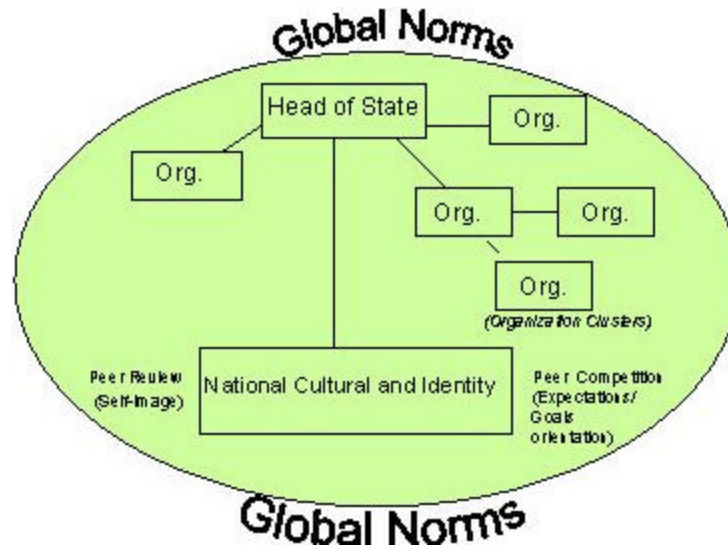 Global Norms
Head of State
Org.
Org.
Org.
Org.
Org.
(Organization Clusters)
Peer Review
(Self-Image)
National Cultural and Identity
Peer Competition
(Expectations/
Goals
orientation)
Global Norms